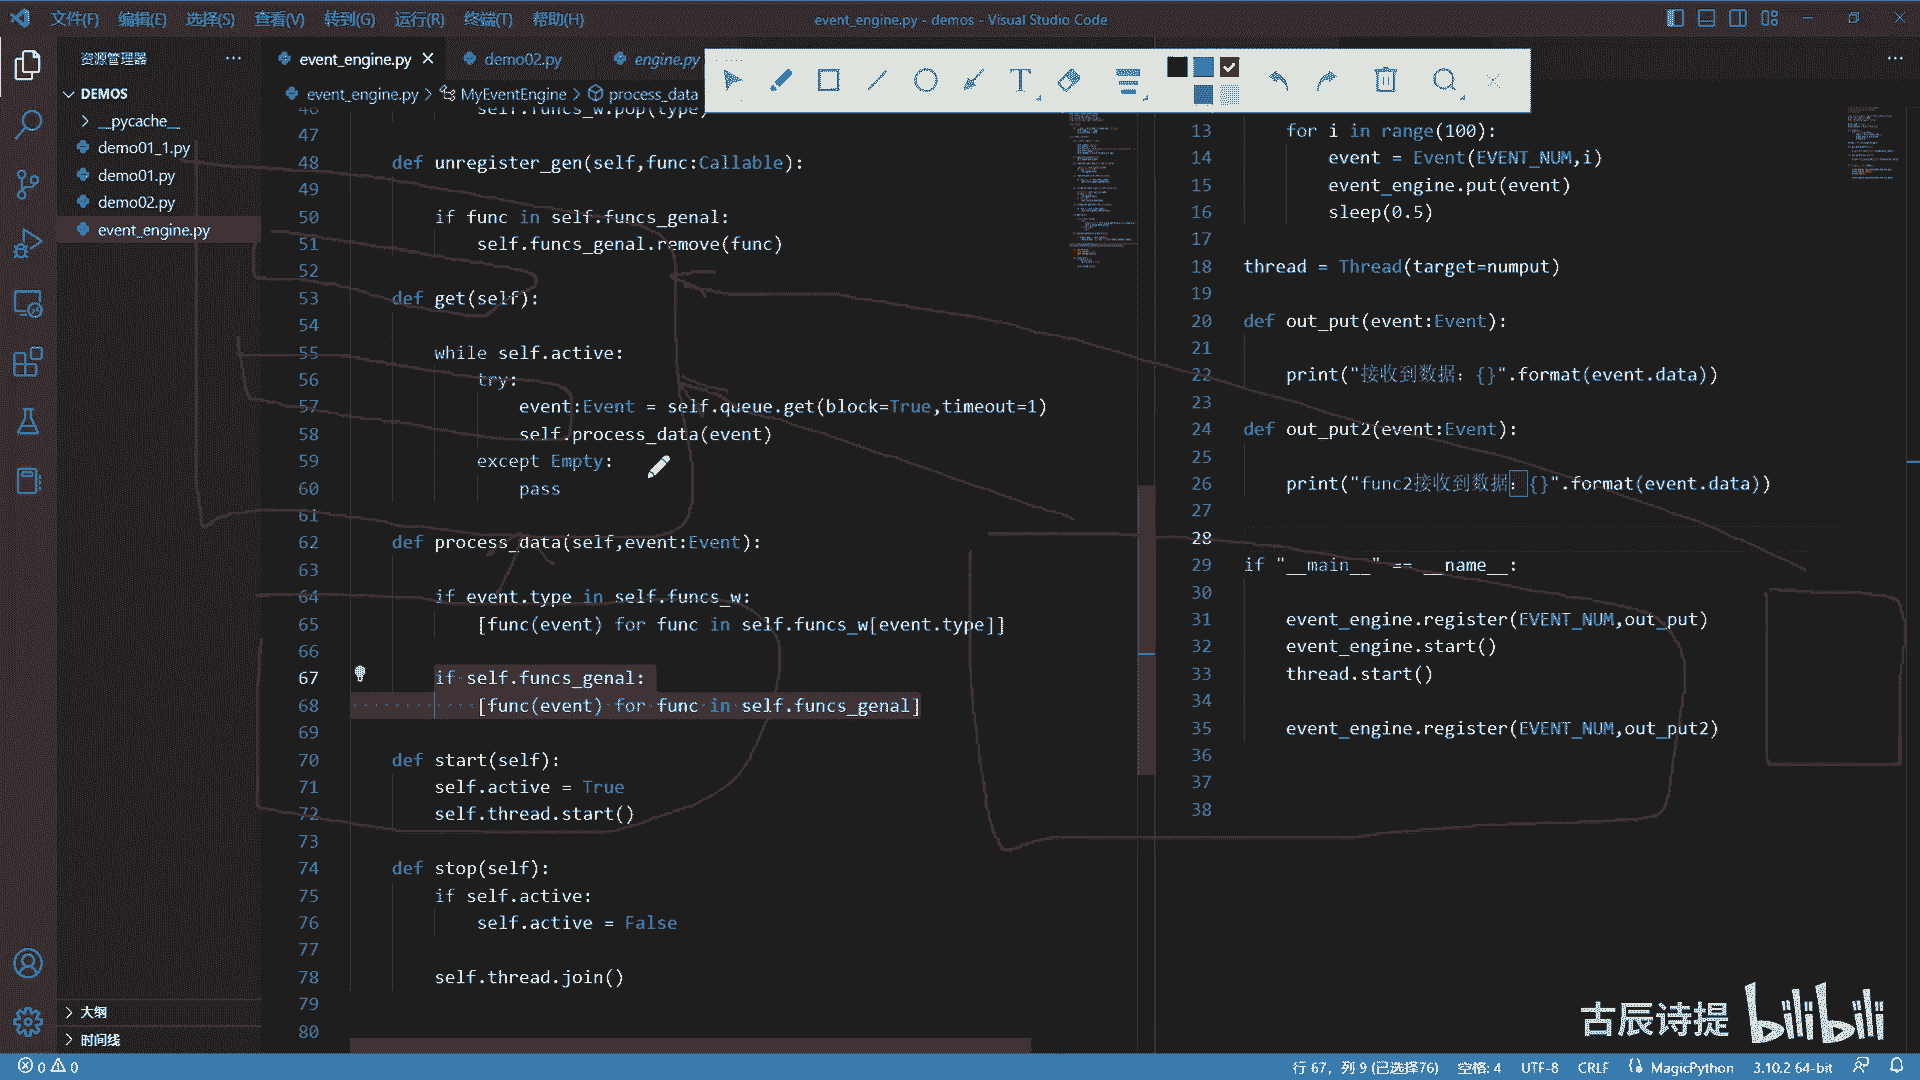 文件(F) 编辑(E) 选择(S) 查看(V) 转到(G) 运行(R) 终端(T) 帮助(H)
event_engine.py - demos - Visual Studio Code
资源管理器
DEMOS
__pycache__
demo01_1.py
demo01.py
demo02.py
event_engine.py
大纲
时间线
event_engine.py
demo02.py
engine.py
event_engine.py > MyEventEngine > process_data
46 self.funcs_w.pop(type)
47
48 def unregister_gen(self,func:Callable):
49
50 if func in self.funcs_genal:
51 self.funcs_genal.remove(func)
52
53 def get(self):
54
55 while self.active:
56 try:
57 event:Event = self.queue.get(block=True,timeout=1)
58 self.process_data(event)
59 except Empty:
60 pass
61
62 def process_data(self,event:Event):
63
64 if event.type in self.funcs_w:
65 [func(event) for func in self.funcs_w[event.type]]
66
67 if self.funcs_genal:
68 [func(event) for func in self.funcs_genal]
69
70 def start(self):
71 self.active = True
72 self.thread.start()
73
74 def stop(self):
75 if self.active:
76 self.active = False
77
78 self.thread.join()
79
80
13 for i in range(100):
14 event = Event(EVENT_NUM,i)
15 event_engine.put(event)
16 sleep(0.5)
17
18 thread = Thread(target=numput)
19
20 def out_put(event:Event):
21
22 print("接收到数据：{}".format(event.data))
23
24 def out_put2(event:Event):
25
26 print("func2接收到数据：{}".format(event.data))
27
28
29 if "__main__" == __name__:
30
31 event_engine.register(EVENT_NUM,out_put)
32 event_engine.start()
33 thread.start()
34
35 event_engine.register(EVENT_NUM,out_put2)
36
37
38
古辰诗提 bilibili
0 0
行 67，列 9 (已选择76) 空格: 4 UTF-8 CRLF MagicPython 3.10.2 64-bit